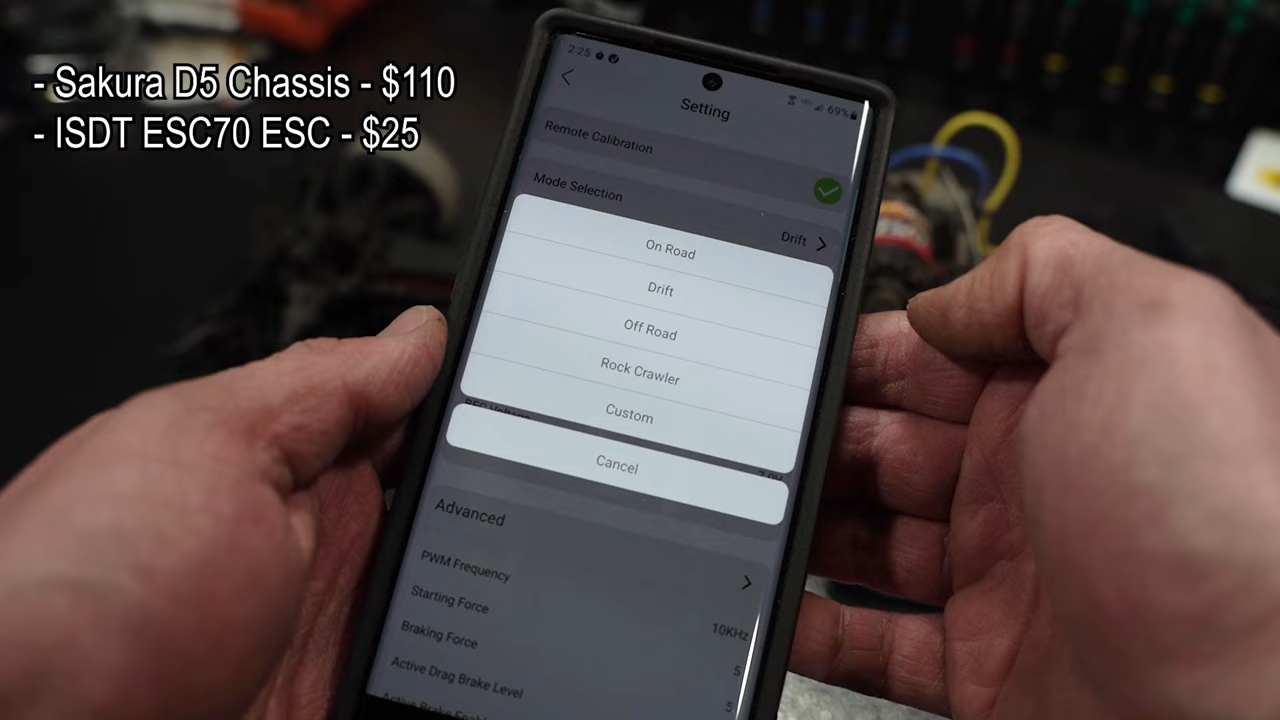 - Sakura D5 Chassis - $110
- ISDT ESC70 ESC - $25
2:25
69%
Setting
Remote Calibration
Mode Selection
Drift
On Road
Drift
Off Road
Rock Crawler
Custom
Cancel
Advanced
PWM Frequency
10KHz
Starting Force
5
Braking Force
5
Active Drag Brake Level